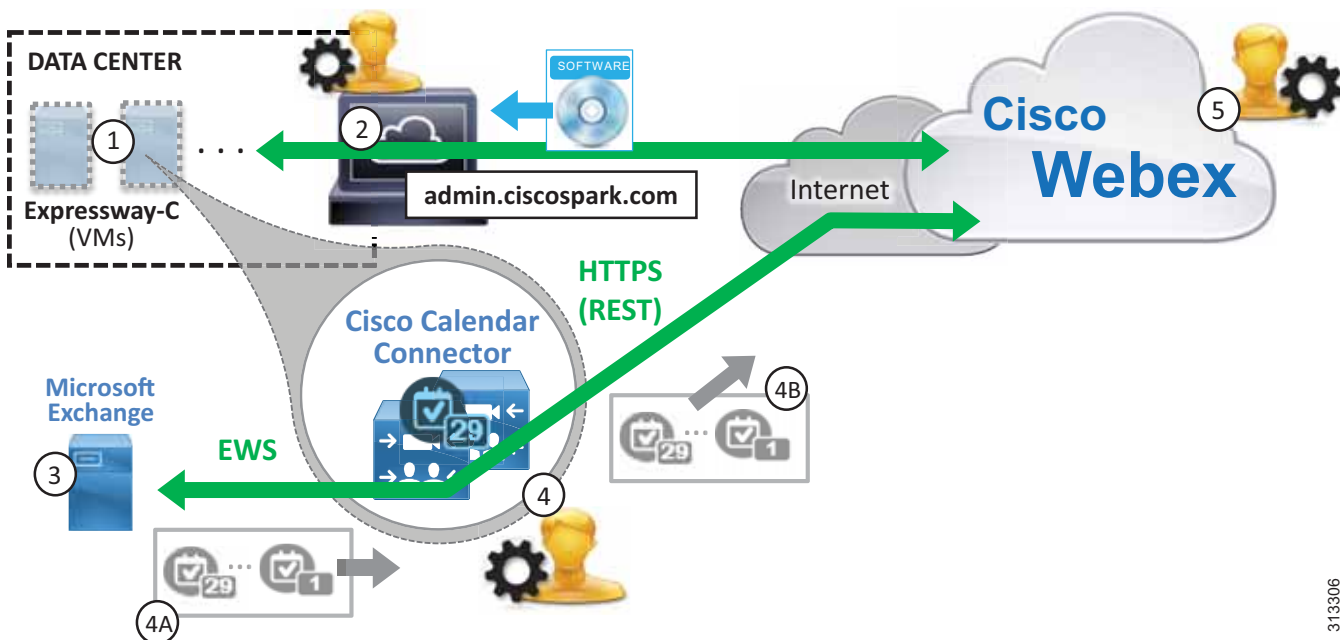 DATA CENTER
1
. . .
Expressway-C
(VMs)
2
SOFTWARE
admin.ciscospark.com
Internet
Cisco
Webex
5
HTTPS
(REST)
Cisco Calendar
Connector
29
Microsoft
Exchange
3
EWS
4
4A
29
...
1
4B
29
...
1
313306